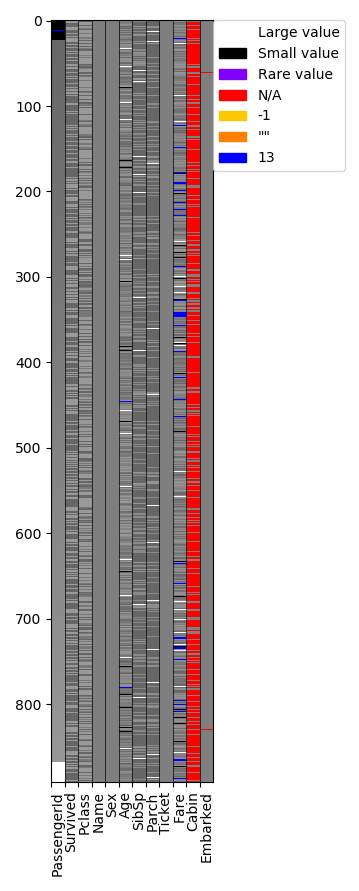 0
100
200
300
400
500
600
700
800
Large value
Small value
Rare value
N/A
-1
""
13
PassengerId
Survived
Pclass
Name
Sex
Age
SibSp
Parch
Ticket
Fare
Cabin
Embarked